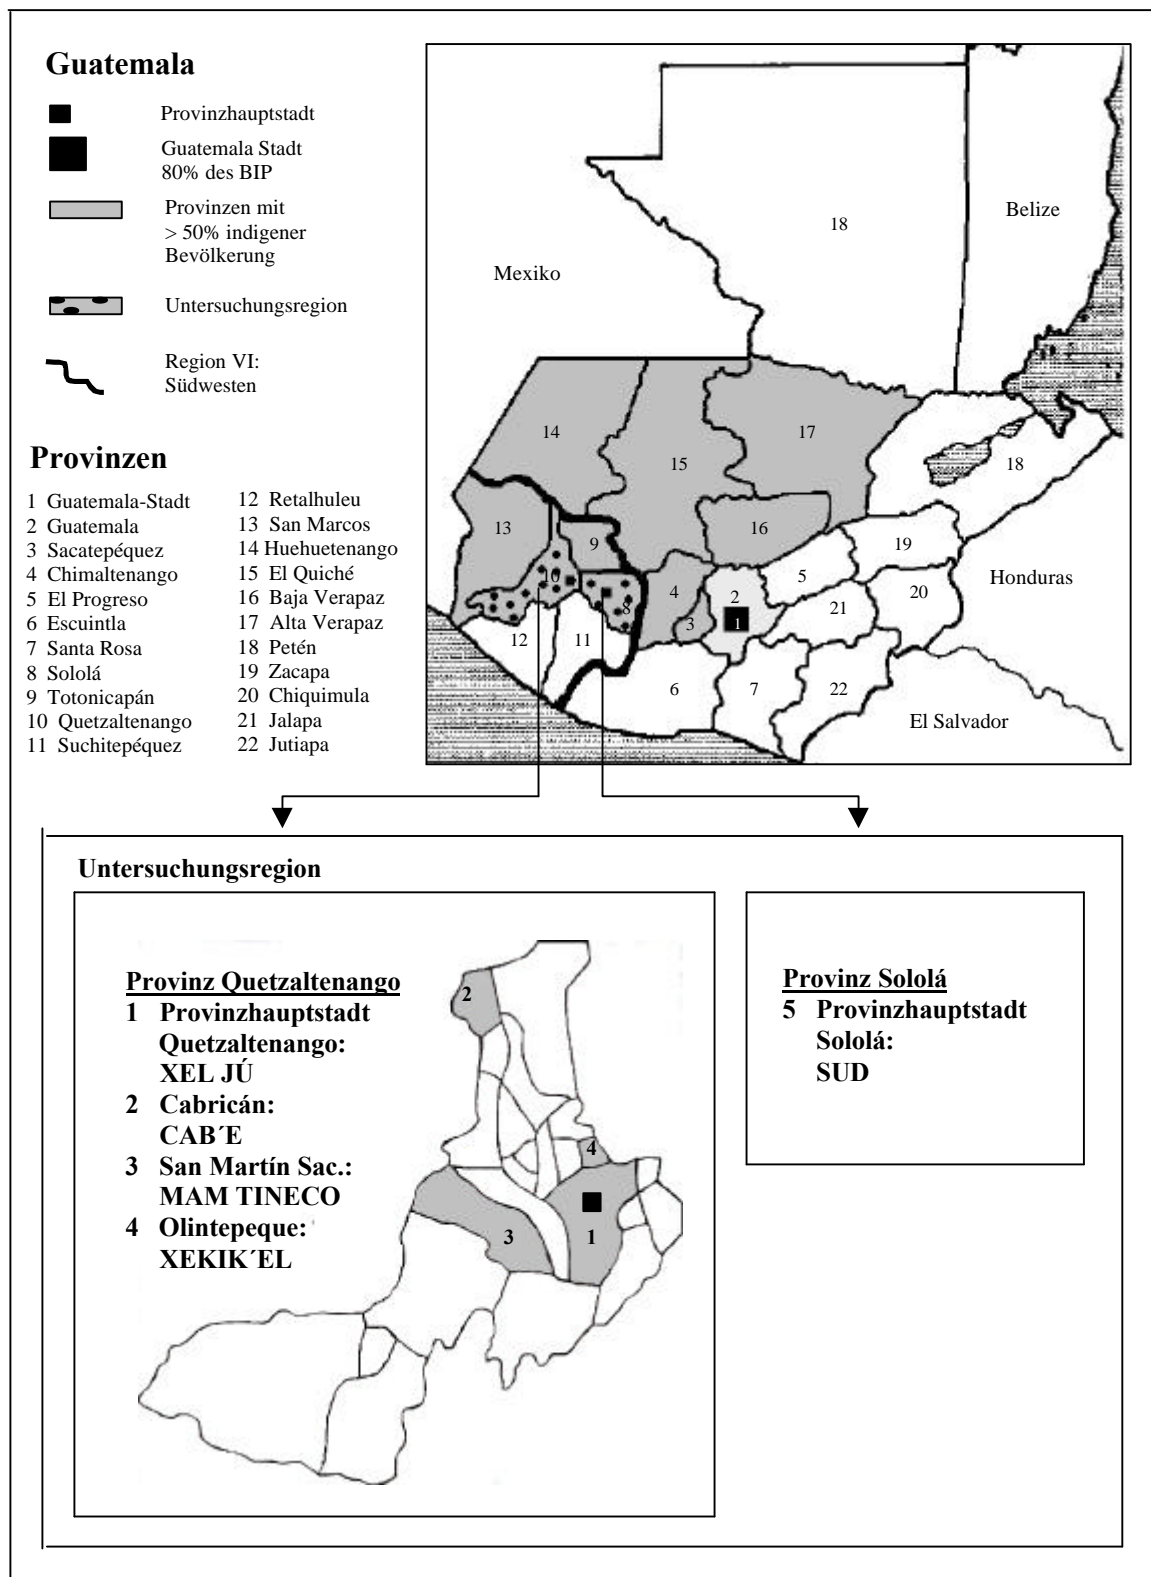 Guatemala
Provinzhauptstadt
Guatemala Stadt
80% des BIP
Provinzen mit
> 50% indigener
Bevölkerung
Untersuchungsregion
Region VI:
Südwesten
Provinzen
1 Guatemala-Stadt
2 Guatemala
3 Sacatepéquez
4 Chimaltenango
5 El Progreso
6 Escuintla
7 Santa Rosa
8 Sololá
9 Totonicapán
10 Quetzaltenango
11 Suchitepéquez
12 Retalhuleu
13 San Marcos
14 Huehuetenango
15 El Quiché
16 Baja Verapaz
17 Alta Verapaz
18 Petén
19 Zacapa
20 Chiquimula
21 Jalapa
22 Jutiapa
18
Belize
Mexiko
14
15
17
18
13
9
16
19
10
8
4
5
Honduras
2
20
3
1
21
12
11
6
7
22
El Salvador
Untersuchungsregion
Provinz Quetzaltenango
1 Provinzhauptstadt
Quetzaltenango:
XEL JÚ
2 Cabricán:
CAB´E
3 San Martín Sac.:
MAM TINECO
4 Olintepeque:
XEKIK´EL
2
4
3
1
Provinz Sololá
5 Provinzhauptstadt
Sololá:
SUD